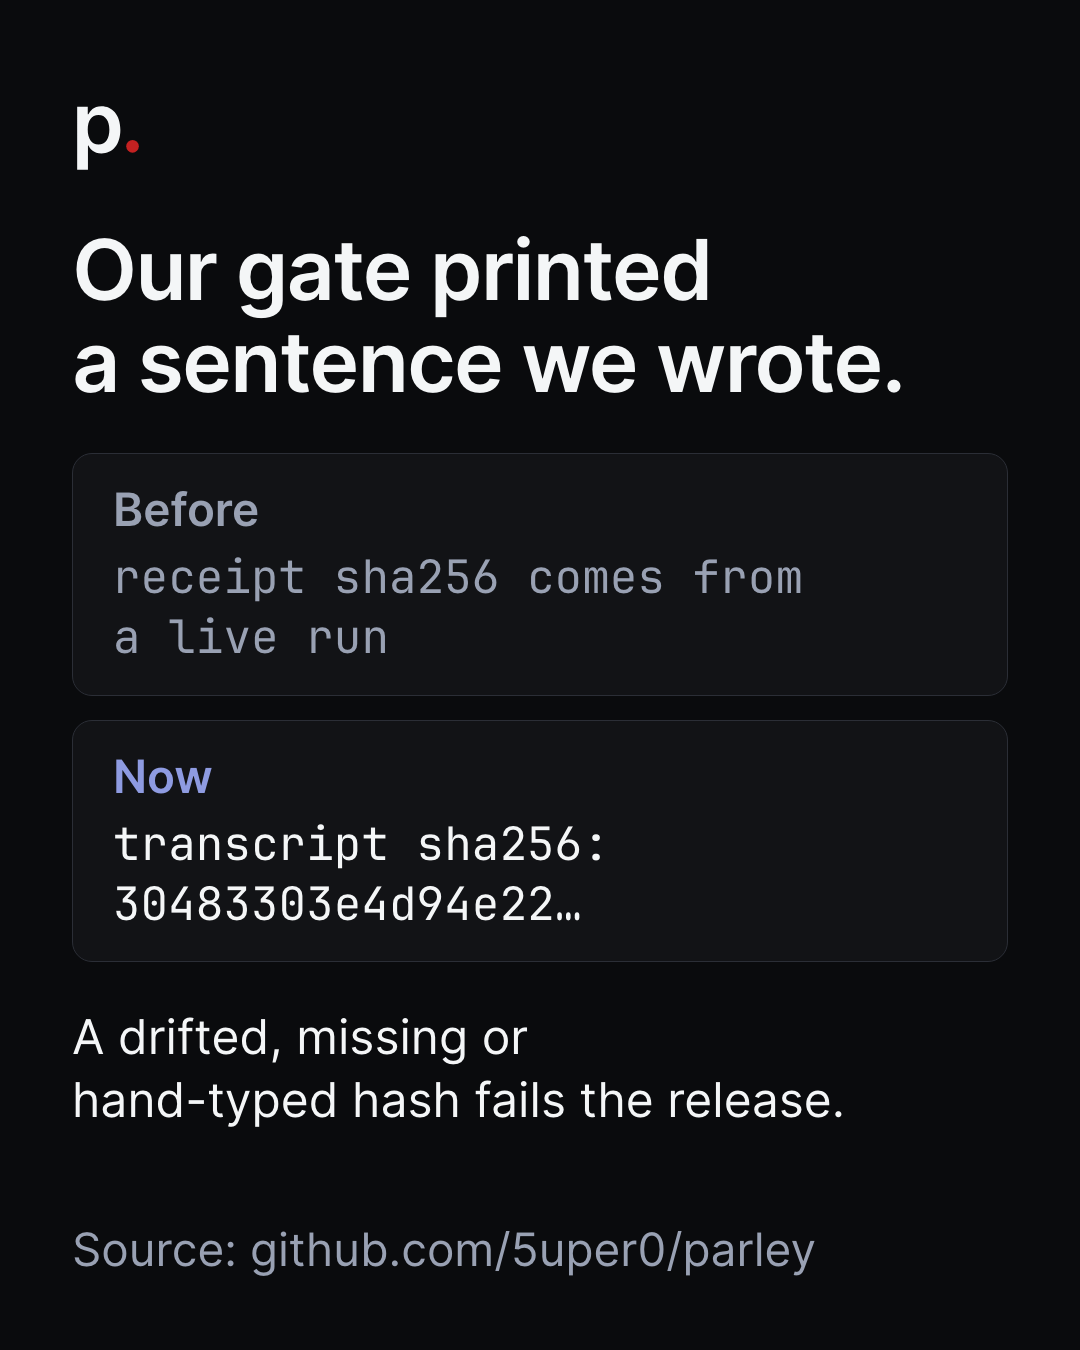 p.
Our gate printed
a sentence we wrote.
Before
receipt sha256 comes from
a live run
Now
transcript sha256:
30483303e4d94e22…
A drifted, missing or
hand-typed hash fails the release.
Source: github.com/5uper0/parley